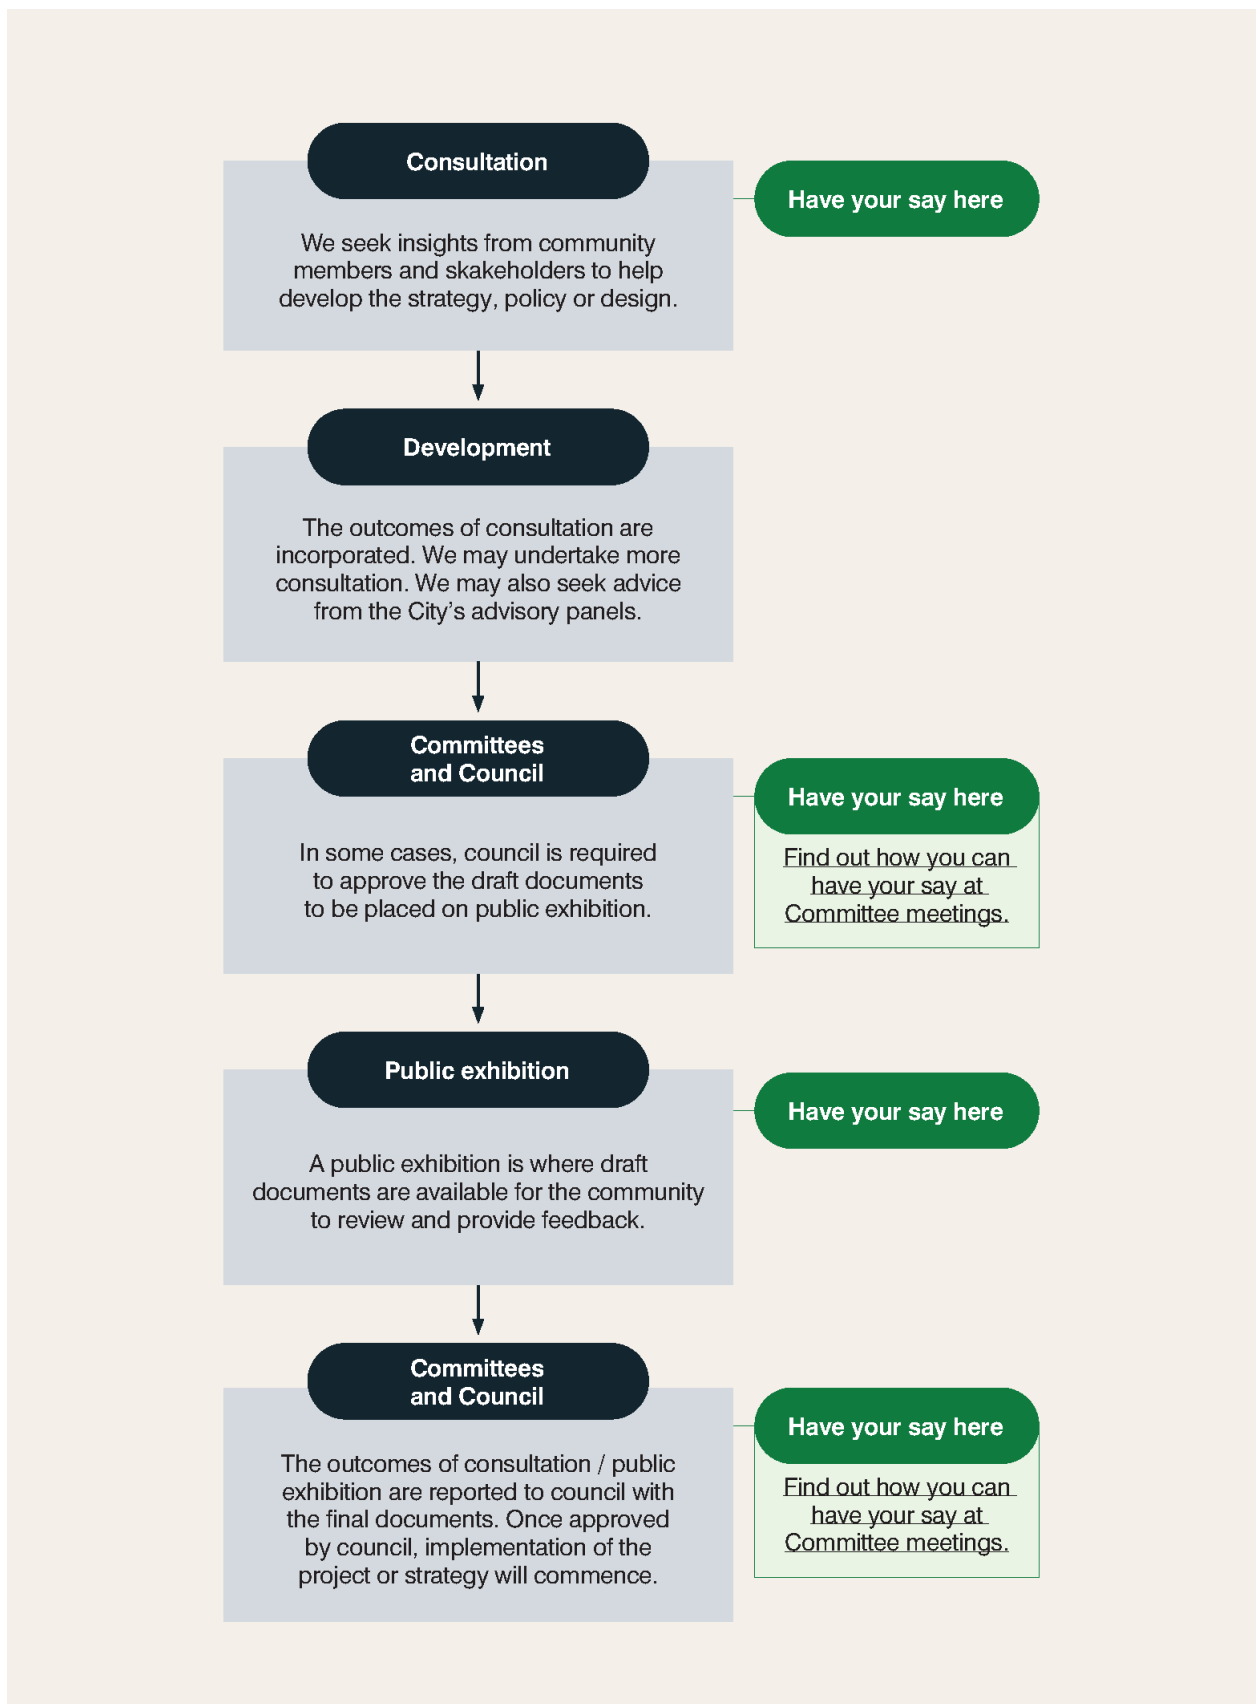 Consultation
Have your say here
We seek insights from community
members and skakeholders to help
develop the strategy, policy or design.
Development
The outcomes of consultation are
incorporated. We may undertake more
consultation. We may also seek advice
from the City’s advisory panels.
Committees
and Council
Have your say here
In some cases, council is required
to approve the draft documents
to be placed on public exhibition.
Find out how you can
have your say at
Committee meetings.
Public exhibition
Have your say here
A public exhibition is where draft
documents are available for the community
to review and provide feedback.
Committees
and Council
Have your say here
The outcomes of consultation / public
exhibition are reported to council with
the final documents. Once approved
by council, implementation of the
project or strategy will commence.
Find out how you can
have your say at
Committee meetings.